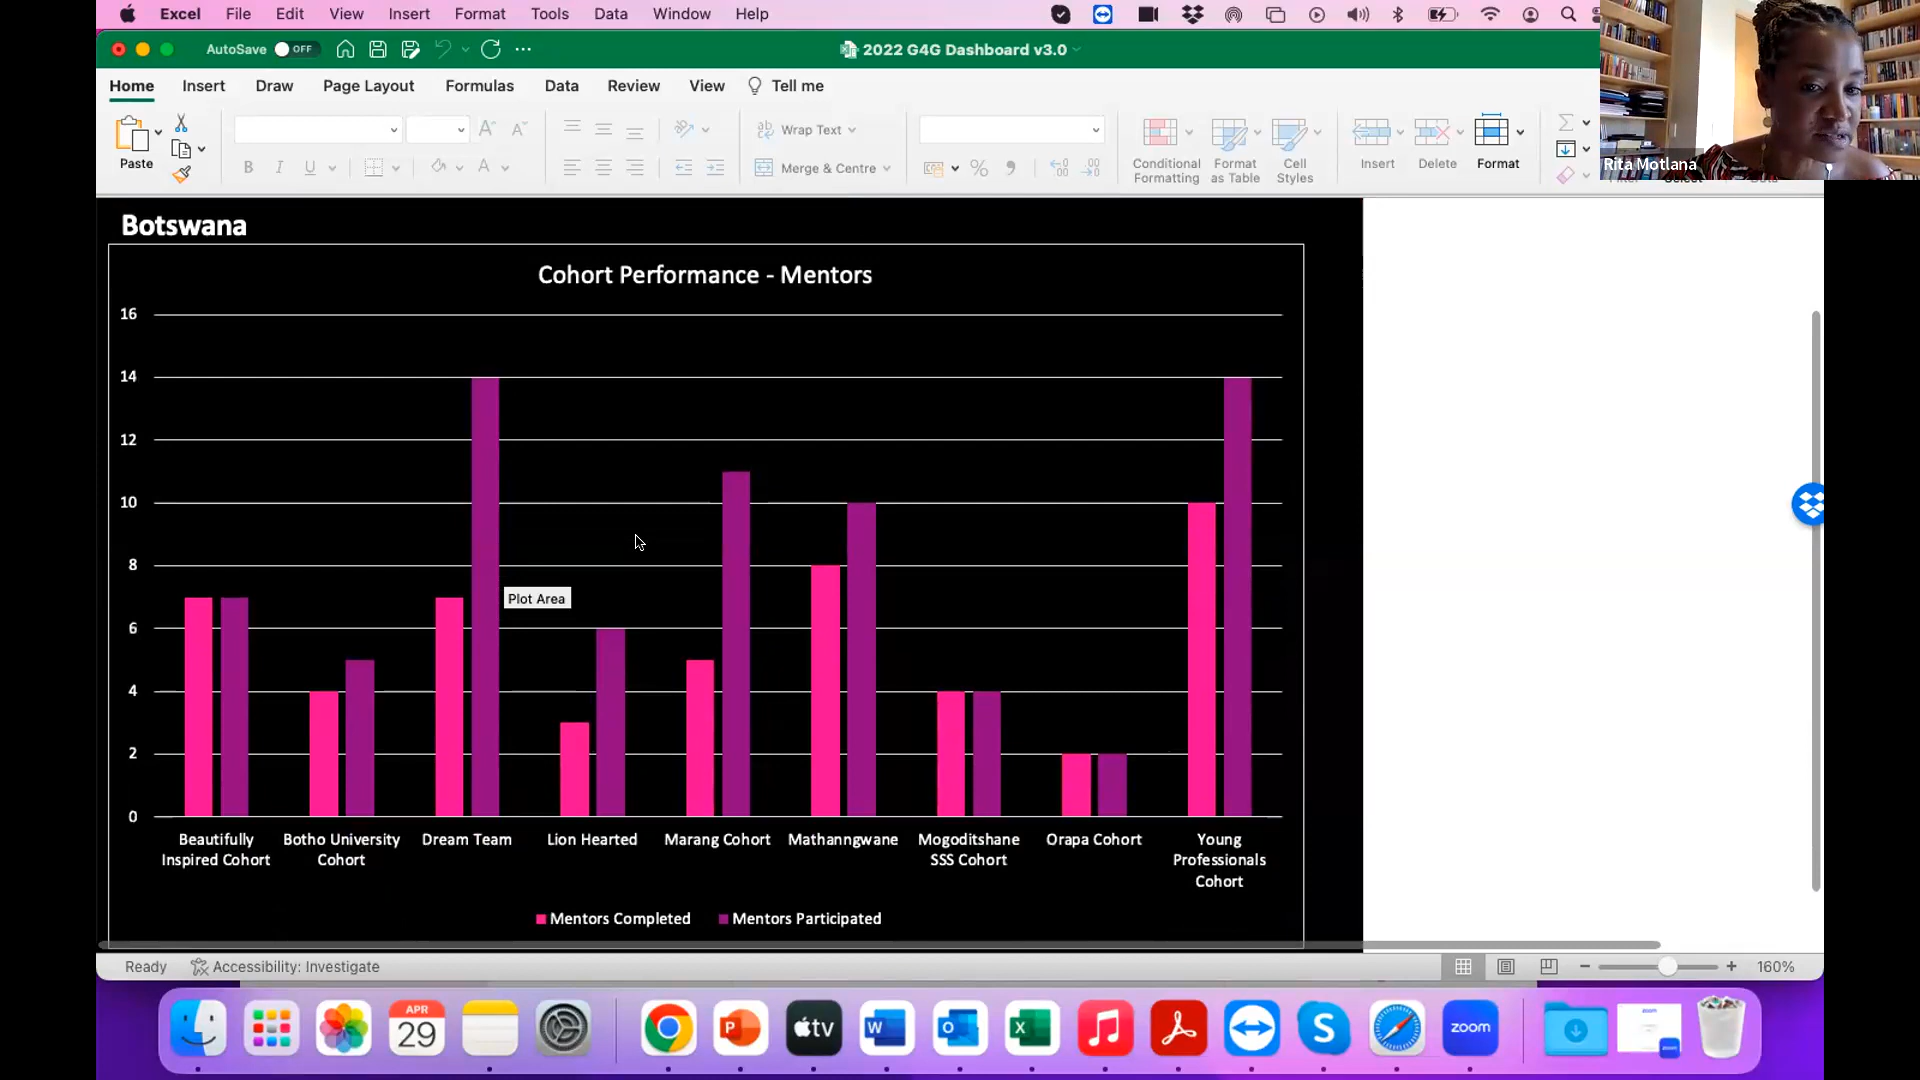 Excel File Edit View Insert Format Tools Data Window Help
AutoSave OFF
2022 G4G Dashboard v3.0
Home Insert Draw Page Layout Formulas Data Review View Tell me
Paste
B I U
A
ab Wrap Text
Merge & Centre
%
Conditional Formatting
Format as Table
Cell Styles
Insert
Delete
Format
Rita Motlana
Botswana
Cohort Performance - Mentors
16
14
12
10
8
6
4
2
0
Plot Area
Beautifully Inspired Cohort
Botho University Cohort
Dream Team
Lion Hearted
Marang Cohort
Mathanngwane
Mogoditshane SSS Cohort
Orapa Cohort
Young Professionals Cohort
Mentors Completed Mentors Participated
Ready Accessibility: Investigate
160%
APR
29
P
tv
W
O
X
S
zoom
zoom